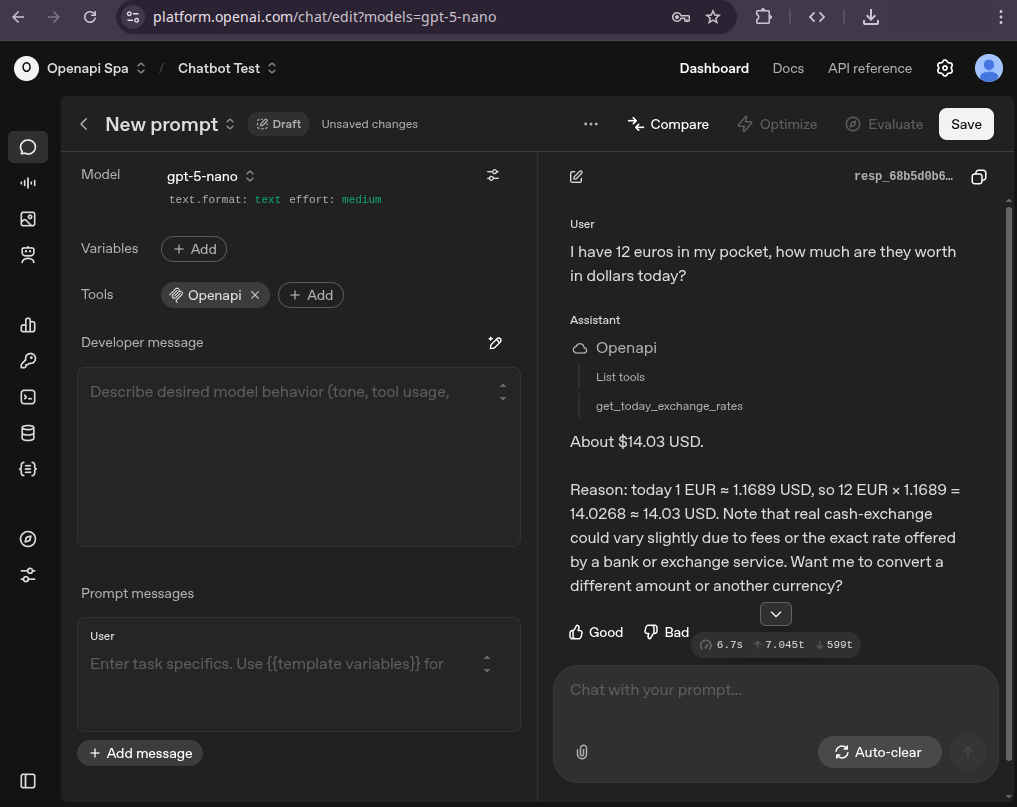 platform.openai.com/chat/edit?models=gpt-5-nano
O Openapi Spa / Chatbot Test
Dashboard Docs API reference
New prompt Draft Unsaved changes
Compare Optimize Evaluate Save
Model gpt-5-nano
text.format: text effort: medium
Variables + Add
Tools Openapi × + Add
Developer message
Describe desired model behavior (tone, tool usage,
Prompt messages
User
Enter task specifics. Use {{template variables}} for
+ Add message
resp_68b5d0b6…
User
I have 12 euros in my pocket, how much are they worth
in dollars today?
Assistant
Openapi
List tools
get_today_exchange_rates
About $14.03 USD.
Reason: today 1 EUR ≈ 1.1689 USD, so 12 EUR × 1.1689 =
14.0268 ≈ 14.03 USD. Note that real cash-exchange
could vary slightly due to fees or the exact rate offered
by a bank or exchange service. Want me to convert a
different amount or another currency?
Good Bad
6.7s ↑ 7.045t ↓ 599t
Chat with your prompt...
Auto-clear